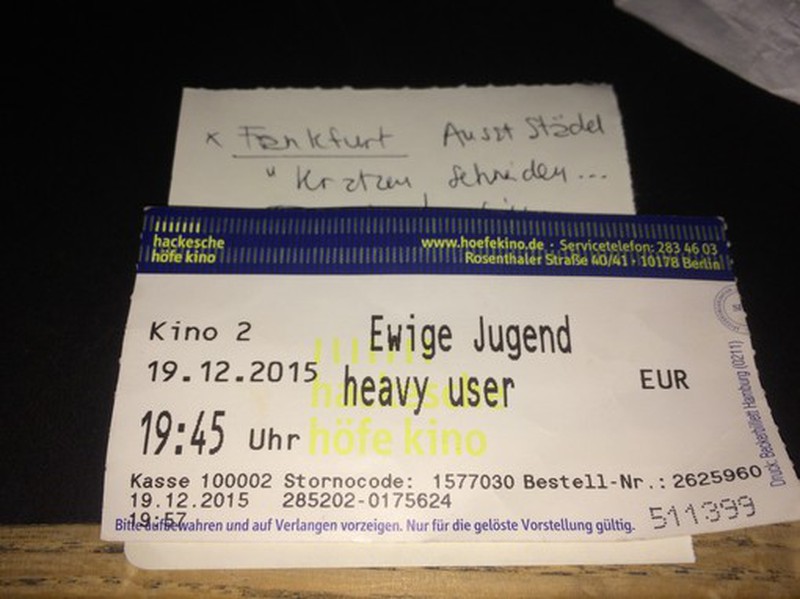 x Frankfurt Ausst Städel
" Kratzen schneiden...
hackesche
höfe kino
www.hoefekino.de · Servicetelefon: 283 46 03
Rosenthaler Straße 40/41 · 10178 Berlin
Kino 2 Ewige Jugend
19.12.2015 heavy user EUR
hackesche
19:45 Uhr höfe kino
Kasse 100002 Stornocode: 1577030 Bestell-Nr.: 2625960
19.12.2015 285202-0175624
19:57
Bitte aufbewahren und auf Verlangen vorzeigen. Nur für die gelöste Vorstellung gültig.
511399
Druck: Beckerbillett Hamburg (0211)